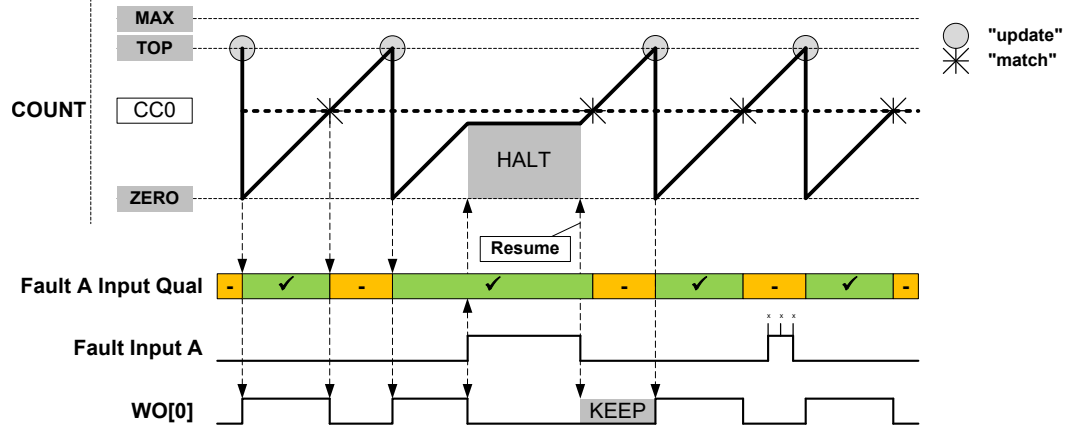 MAX
"update"
TOP
"match"
COUNT
CC0
HALT
ZERO
Resume
Fault A Input Qual
- ✓ - ✓ - ✓ - ✓ -
x x x
Fault Input A
WO[0]
KEEP